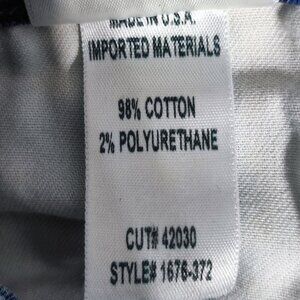 MADE IN U.S.A.
IMPORTED MATERIALS
98% COTTON
2% POLYURETHANE
CUT# 42030
STYLE# 1676-372